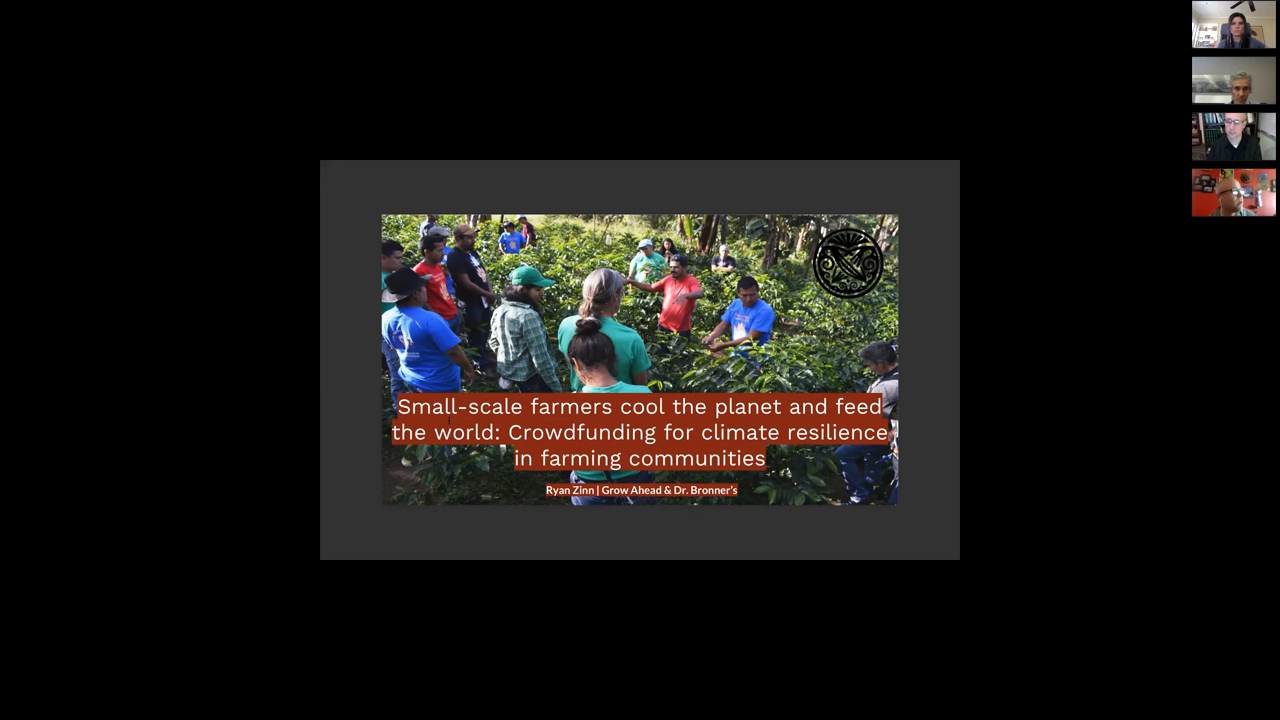 Small-scale farmers cool the planet and feed
the world: Crowdfunding for climate resilience
in farming communities
Ryan Zinn | Grow Ahead & Dr. Bronner's